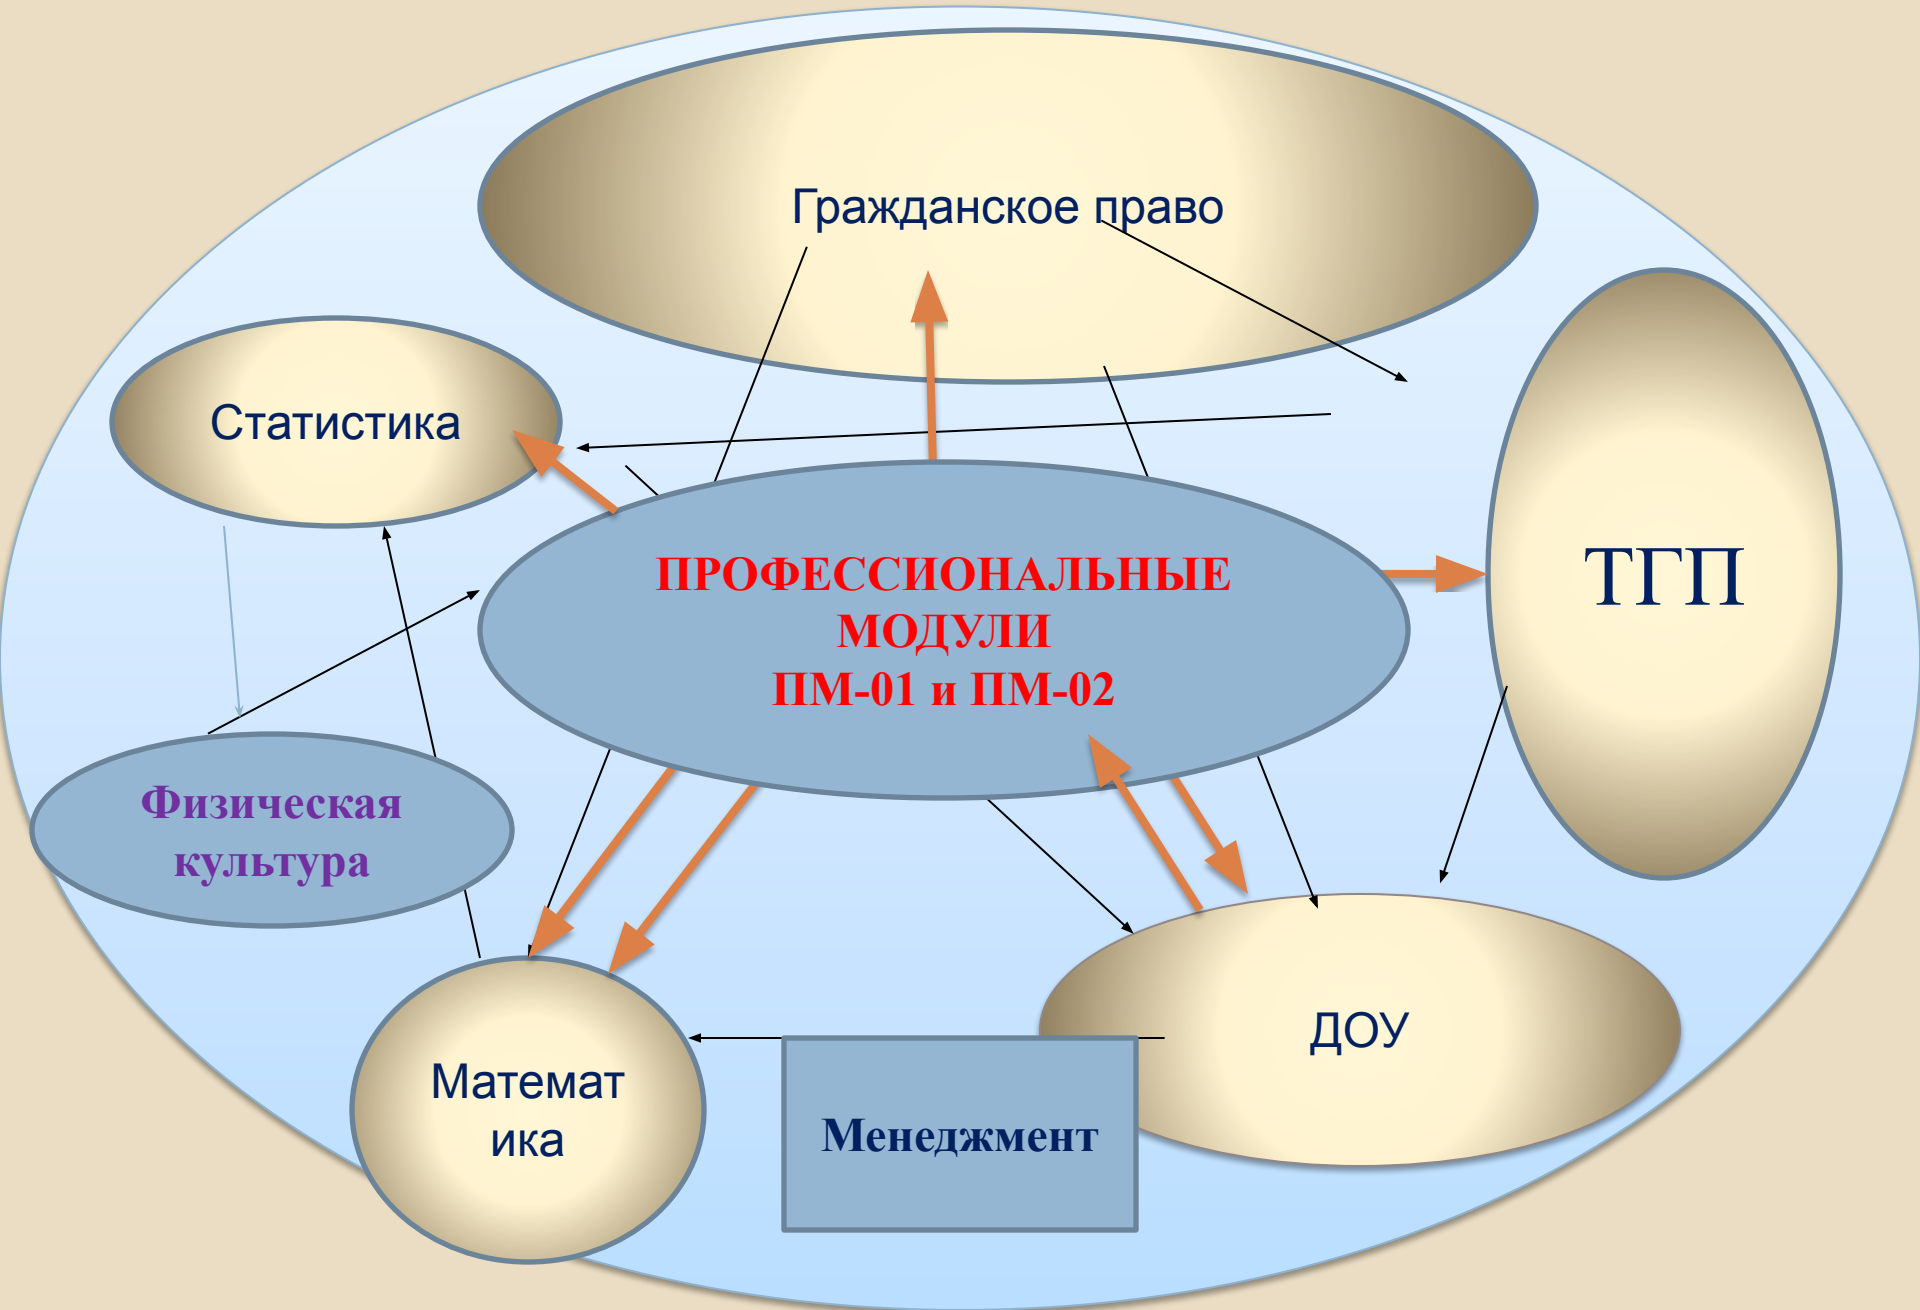 Гражданское право
Статистика
ТГП
ПРОФЕССИОНАЛЬНЫЕ
МОДУЛИ
ПМ-01 и ПМ-02
Физическая
культура
ДОУ
Математ
ика
Менеджмент